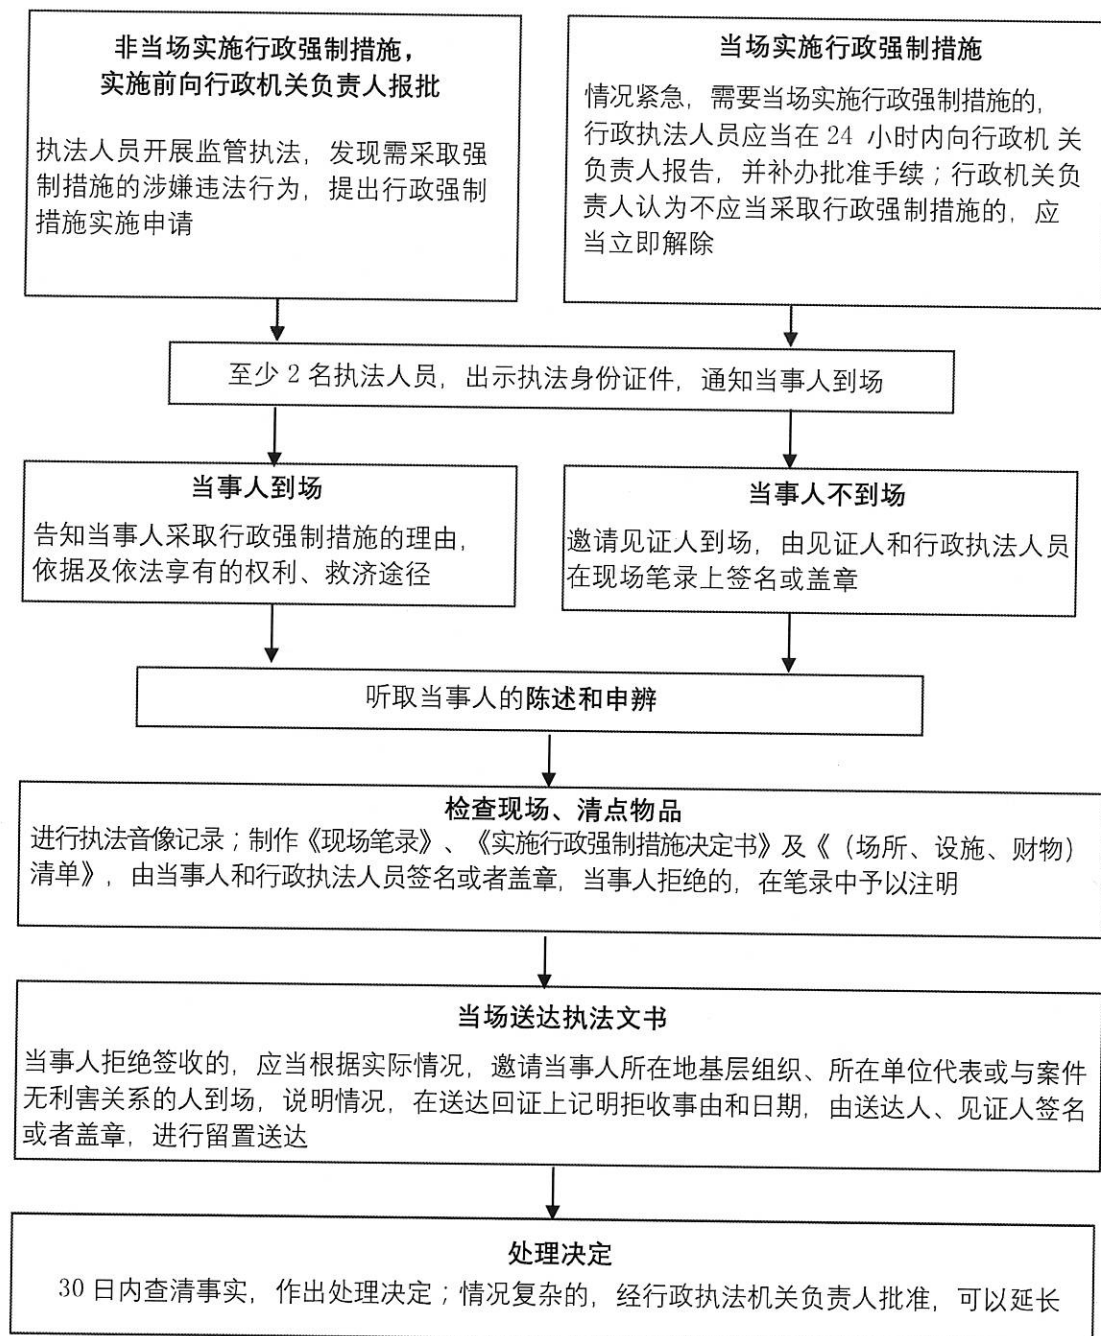 非当场实施行政强制措施，
实施前向行政机关负责人报批
执法人员开展监管执法，发现需采取强
制措施的涉嫌违法行为，提出行政强制
措施实施申请
当场实施行政强制措施
情况紧急，需要当场实施行政强制措施的，
行政执法人员应当在 24 小时内向行政机 关
负责人报告，并补办批准手续；行政机关负
责人认为不应当采取行政强制措施的，应
当立即解除
至少 2 名执法人员，出示执法身份证件，通知当事人到场
当事人到场
告知当事人采取行政强制措施的理由，
依据及依法享有的权利、救济途径
当事人不到场
邀请见证人到场，由见证人和行政执法人员
在现场笔录上签名或盖章
听取当事人的陈述和申辨
检查现场、清点物品
进行执法音像记录；制作《现场笔录》、《实施行政强制措施决定书》及《（场所、设施、财物）
清单》，由当事人和行政执法人员签名或者盖章，当事人拒绝的，在笔录中予以注明
当场送达执法文书
当事人拒绝签收的，应当根据实际情况，邀请当事人所在地基层组织、所在单位代表或与案件
无利害关系的人到场，说明情况，在送达回证上记明拒收事由和日期，由送达人、见证人签名
或者盖章，进行留置送达
处理决定
30 日内查清事实，作出处理决定；情况复杂的，经行政执法机关负责人批准，可以延长